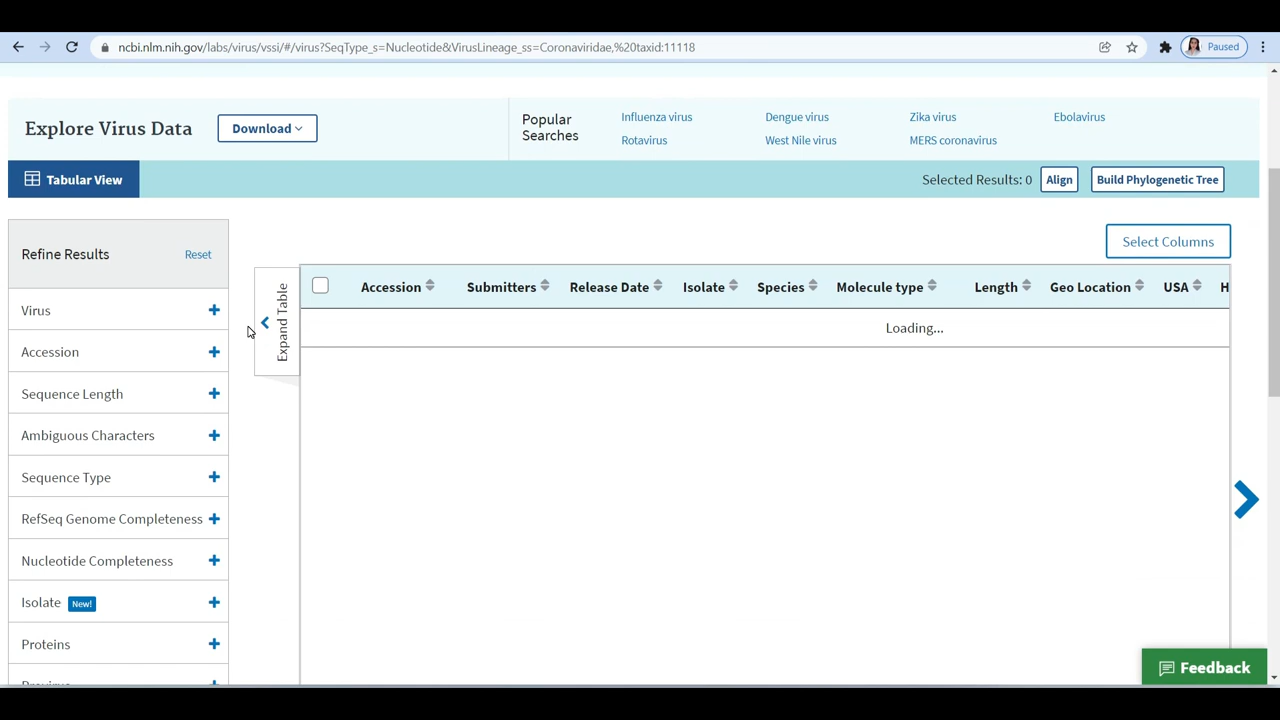 ncbi.nlm.nih.gov/labs/virus/vssi/#/virus?SeqType_s=Nucleotide&VirusLineage_ss=Coronaviridae,%20taxid:11118
Paused
Explore Virus Data
Download
Popular Searches
Influenza virus
Dengue virus
Zika virus
Ebolavirus
Rotavirus
West Nile virus
MERS coronavirus
Tabular View
Selected Results: 0
Align
Build Phylogenetic Tree
Refine Results
Reset
Select Columns
Expand Table
Accession
Submitters
Release Date
Isolate
Species
Molecule type
Length
Geo Location
USA
H
Loading...
Virus
Accession
Sequence Length
Ambiguous Characters
Sequence Type
RefSeq Genome Completeness
Nucleotide Completeness
Isolate New!
Proteins
Provirus
Feedback